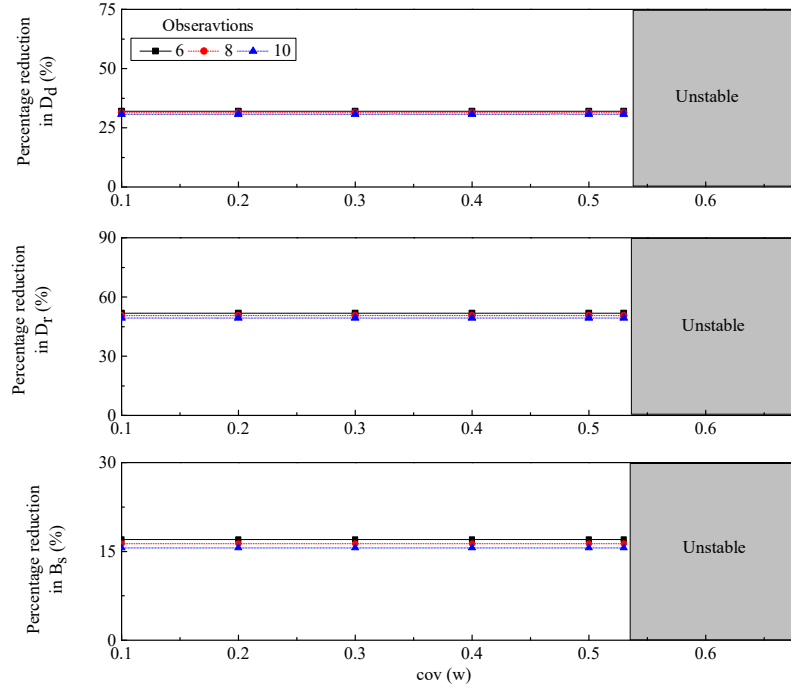 75
Obseravtions
6 8 10
Percentage reduction
in D_d (%)
50
25
0
Unstable
0.1 0.2 0.3 0.4 0.5 0.6
90
Percentage reduction
in D_r (%)
60
30
0
Unstable
0.1 0.2 0.3 0.4 0.5 0.6
30
Percentage reduction
in B_s (%)
15
0
Unstable
0.1 0.2 0.3 0.4 0.5 0.6
cov (w)